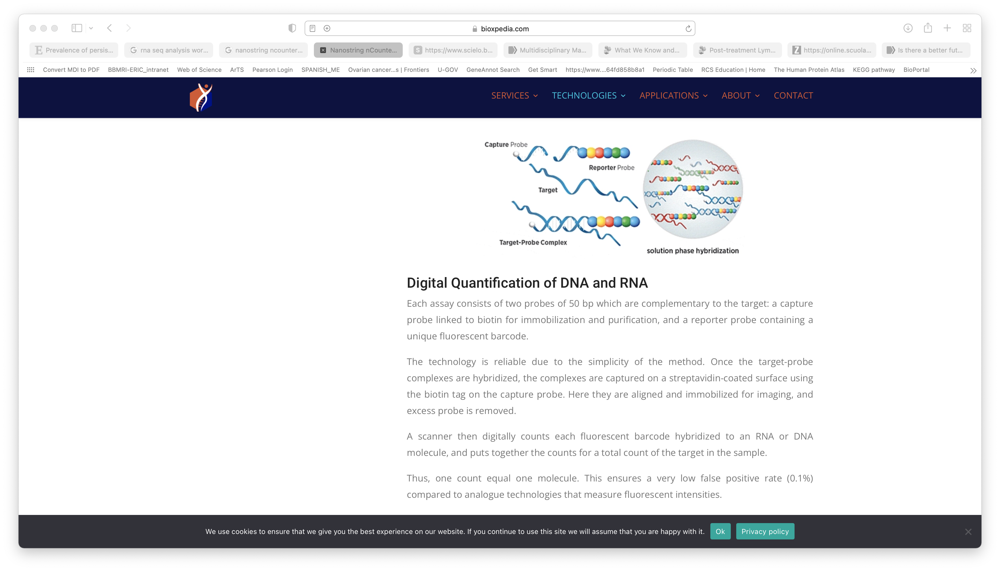 bioxpedia.com
Prevalence of persis...
rna seq analysis wor...
nanostring ncounter...
Nanostring nCounte...
https://www.scielo.b...
Multidisciplinary Ma...
What We Know and...
Post-treatment Lym...
https://online.scuola...
Is there a better fut...
Convert MDI to PDF
BBMRI-ERIC_intranet
Web of Science
ArTS
Pearson Login
SPANISH_ME
Ovarian cancer...s | Frontiers
U-GOV
GeneAnnot Search
Get Smart
https://www....64fd858b8a1
Periodic Table
RCS Education | Home
The Human Protein Atlas
KEGG pathway
BioPortal
SERVICES
TECHNOLOGIES
APPLICATIONS
ABOUT
CONTACT
Capture Probe
Reporter Probe
Target
Target-Probe Complex
solution phase hybridization
Digital Quantification of DNA and RNA
Each assay consists of two probes of 50 bp which are complementary to the target: a capture
probe linked to biotin for immobilization and purification, and a reporter probe containing a
unique fluorescent barcode.
The technology is reliable due to the simplicity of the method. Once the target-probe
complexes are hybridized, the complexes are captured on a streptavidin-coated surface using
the biotin tag on the capture probe. Here they are aligned and immobilized for imaging, and
excess probe is removed.
A scanner then digitally counts each fluorescent barcode hybridized to an RNA or DNA
molecule, and puts together the counts for a total count of the target in the sample.
Thus, one count equal one molecule. This ensures a very low false positive rate (0.1%)
compared to analogue technologies that measure fluorescent intensities.
We use cookies to ensure that we give you the best experience on our website. If you continue to use this site we will assume that you are happy with it.
Ok
Privacy policy